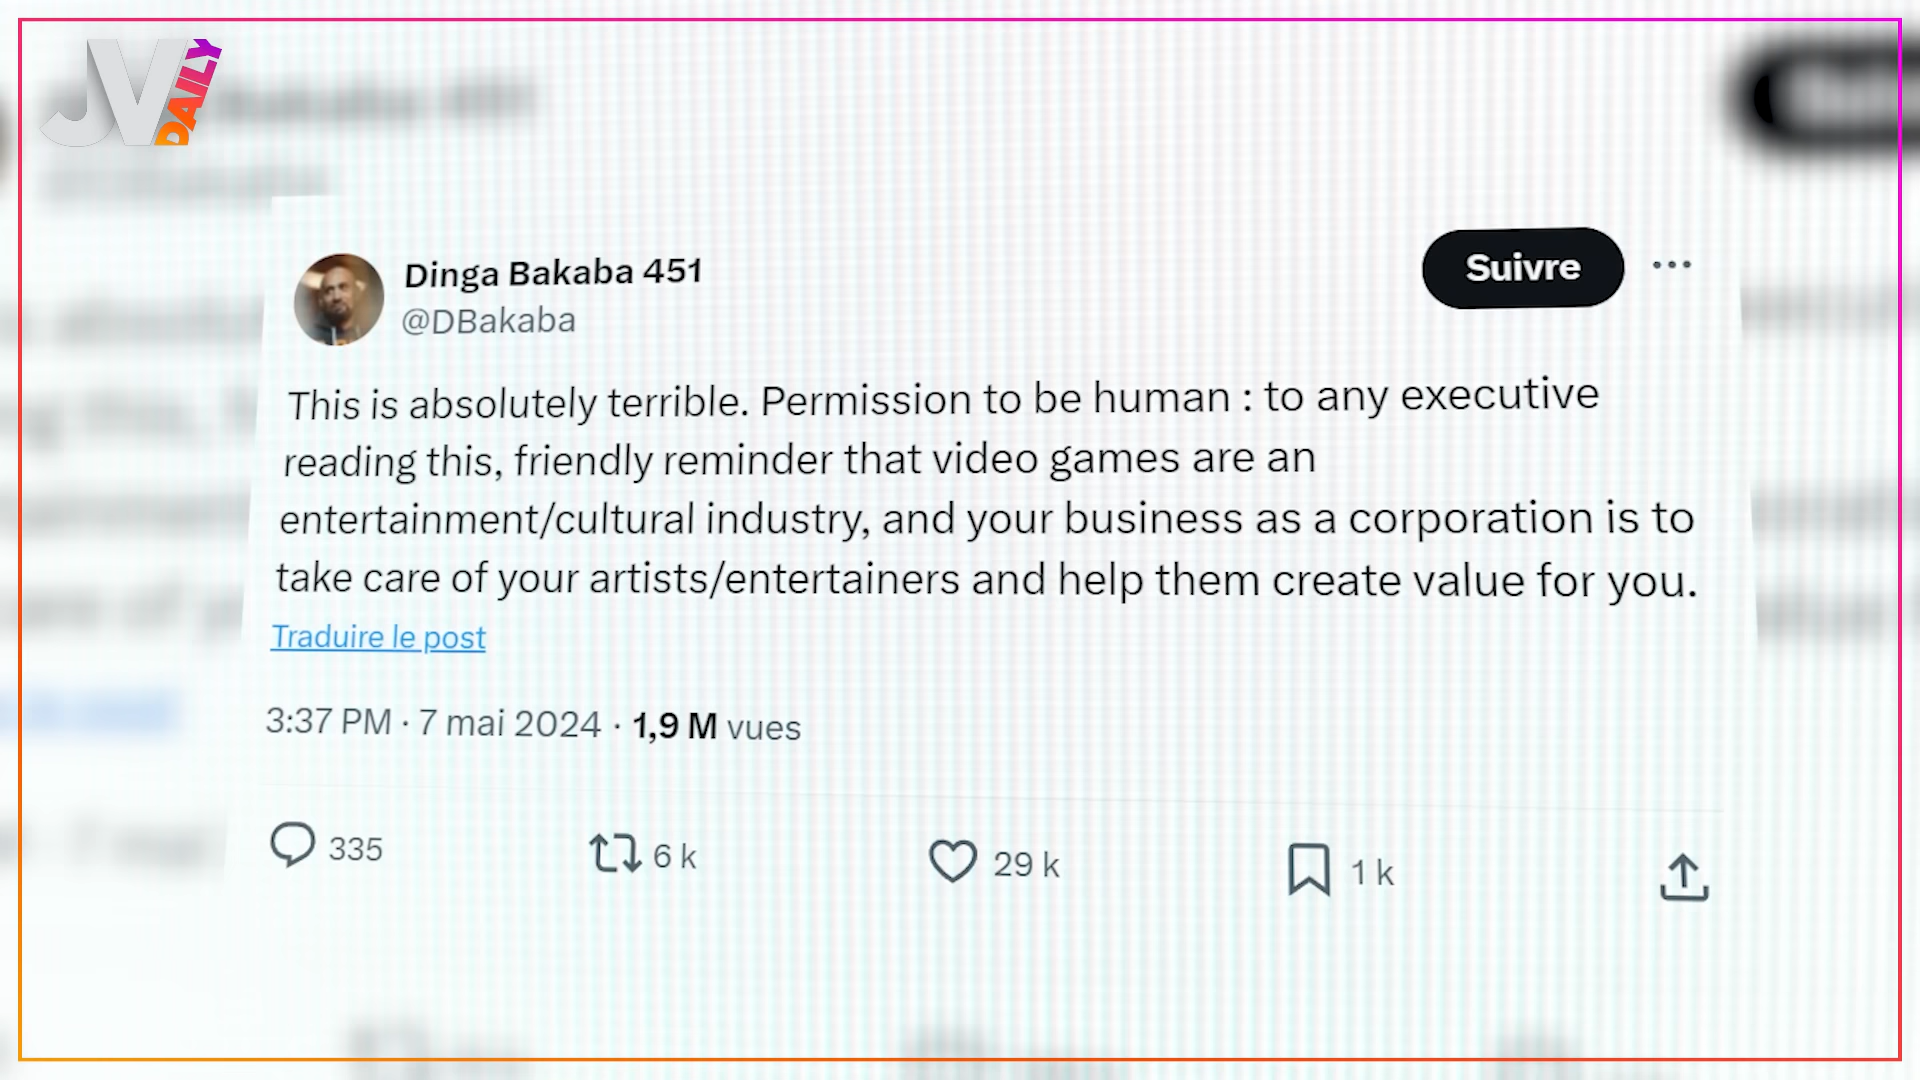 JV
DAILY
Dinga Bakaba 451
@DBakaba
Suivre
This is absolutely terrible. Permission to be human : to any executive
reading this, friendly reminder that video games are an
entertainment/cultural industry, and your business as a corporation is to
take care of your artists/entertainers and help them create value for you.
Traduire le post
3:37 PM · 7 mai 2024 · 1,9 M vues
335
6 k
29 k
1 k